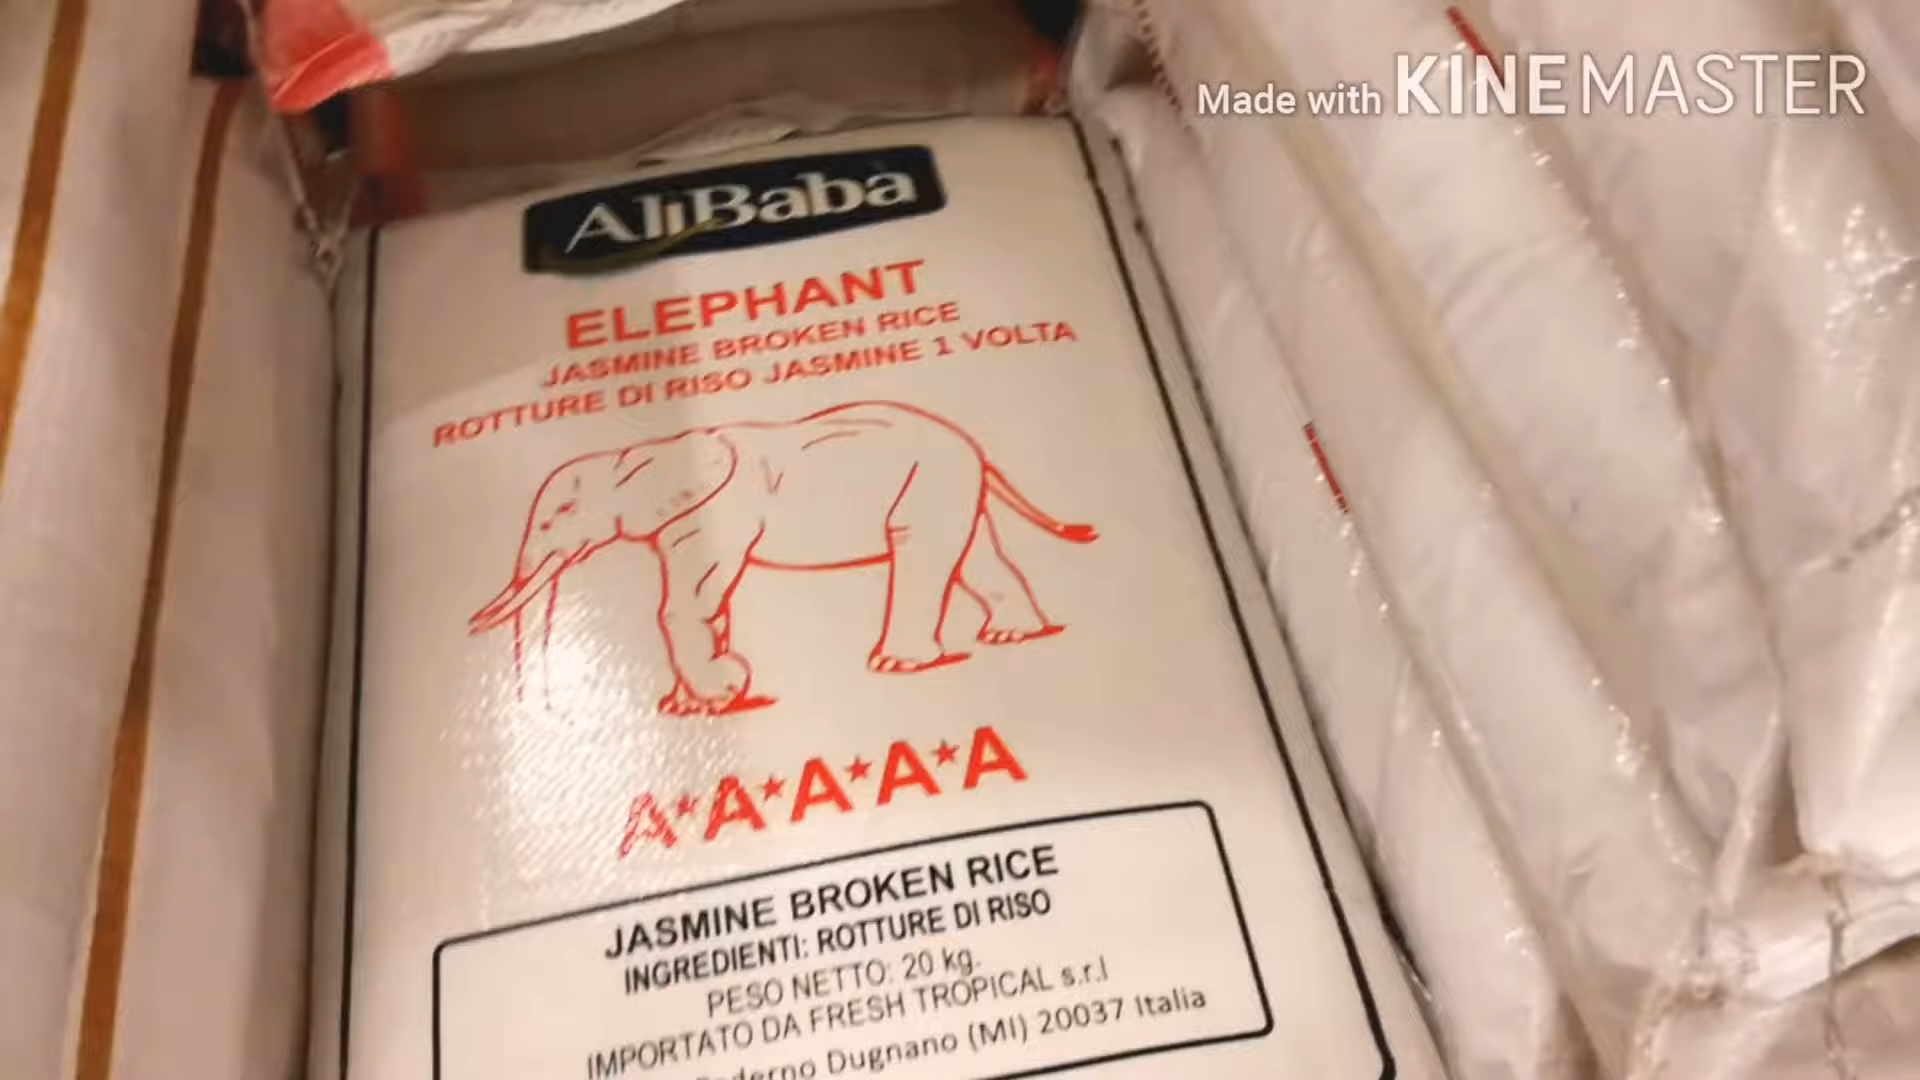 Made with KINEMASTER
AliBaba
ELEPHANT
JASMINE BROKEN RICE
ROTTURE DI RISO JASMINE 1 VOLTA
A★A★A★A★A
JASMINE BROKEN RICE
INGREDIENTI: ROTTURE DI RISO
PESO NETTO: 20 kg.
IMPORTATO DA FRESH TROPICAL s.r.l
Dugnano (MI) 20037 Italia